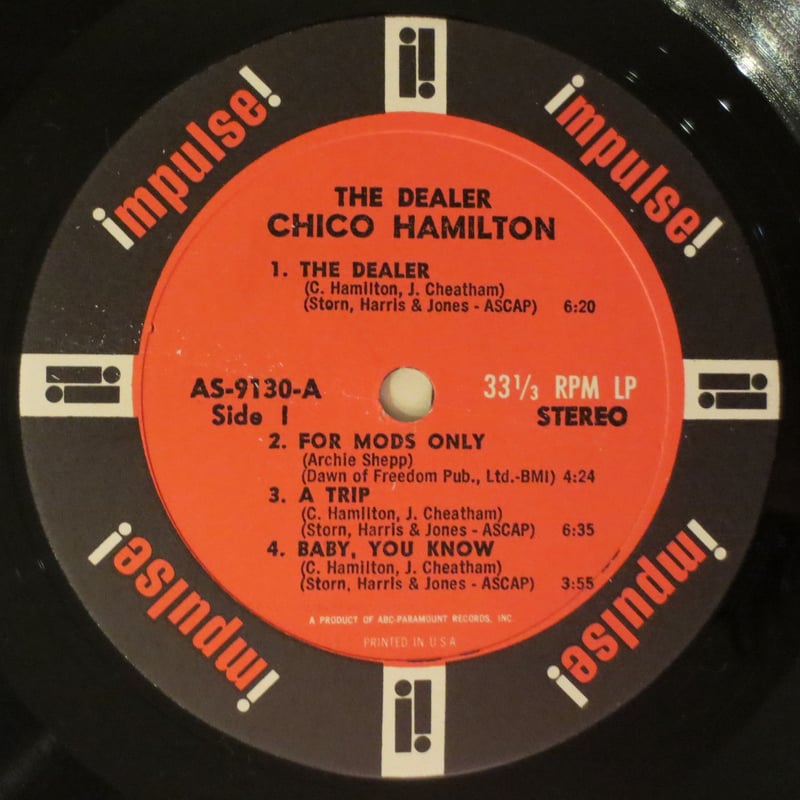 impulse!
impulse!
THE DEALER
CHICO HAMILTON
1. THE DEALER
(C. Hamilton, J. Cheatham)
(Storn, Harris & Jones - ASCAP) 6:20
AS-9130-A
Side 1
33 1/3 RPM LP
STEREO
2. FOR MODS ONLY
(Archie Shepp)
(Dawn of Freedom Pub., Ltd.-BMI) 4:24
3. A TRIP
(C. Hamilton, J. Cheatham)
(Storn, Harris & Jones - ASCAP) 6:35
4. BABY, YOU KNOW
(C. Hamilton, J. Cheatham)
(Storn, Harris & Jones - ASCAP) 3:55
A PRODUCT OF ABC-PARAMOUNT RECORDS, INC.
PRINTED IN U S A
impulse!
impulse!